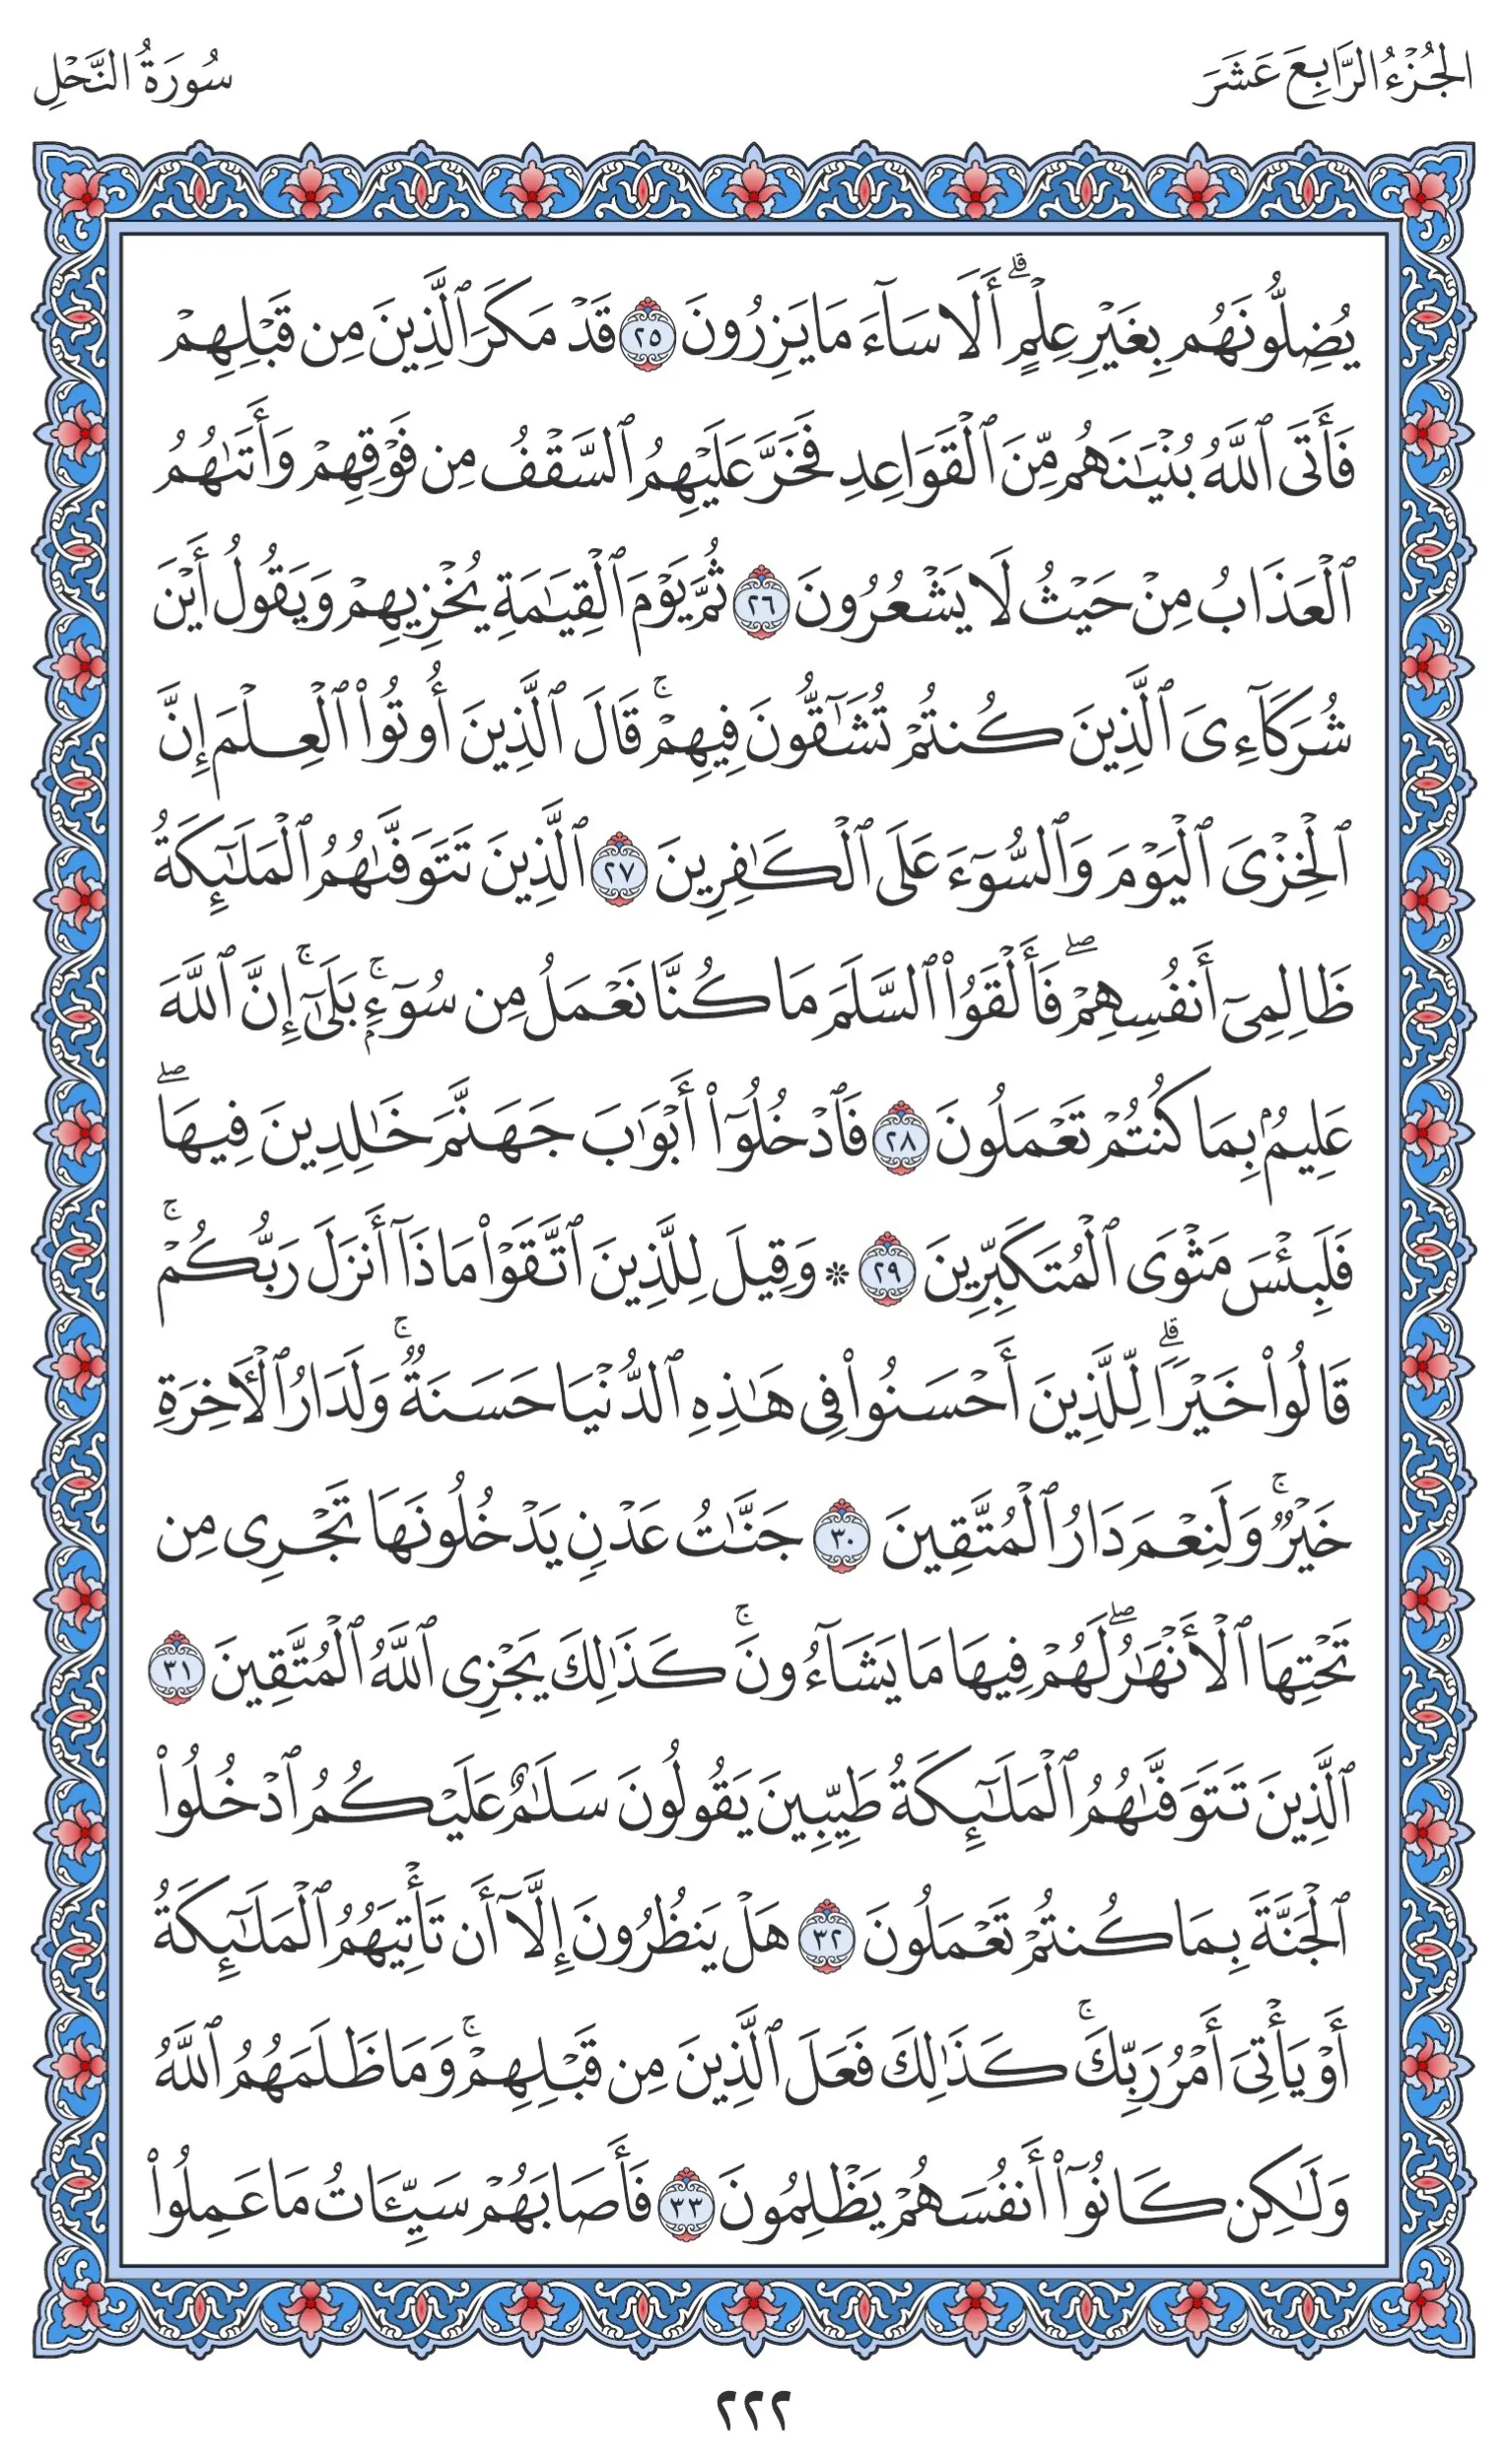 الجُزْءُ الرَّابِعَ عَشَرَ
سُورَةُ النَّحْلِ
يُضِلُّونَهُم بِغَيْرِ عِلْمٍۗ أَلَا سَآءَ مَا يَزِرُونَ ٢٥ قَدْ مَكَرَ ٱلَّذِينَ مِن قَبْلِهِمْ
فَأَتَى ٱللَّهُ بُنْيَٰنَهُم مِّنَ ٱلْقَوَاعِدِ فَخَرَّ عَلَيْهِمُ ٱلسَّقْفُ مِن فَوْقِهِمْ وَأَتَىٰهُمُ
ٱلْعَذَابُ مِنْ حَيْثُ لَا يَشْعُرُونَ ٢٦ ثُمَّ يَوْمَ ٱلْقِيَٰمَةِ يُخْزِيهِمْ وَيَقُولُ أَيْنَ
شُرَكَآءِىَ ٱلَّذِينَ كُنتُمْ تُشَٰٓقُّونَ فِيهِمْۚ قَالَ ٱلَّذِينَ أُوتُوا۟ ٱلْعِلْمَ إِنَّ
ٱلْخِزْىَ ٱلْيَوْمَ وَٱلسُّوٓءَ عَلَى ٱلْكَٰفِرِينَ ٢٧ ٱلَّذِينَ تَتَوَفَّىٰهُمُ ٱلْمَلَٰٓئِكَةُ
ظَالِمِىٓ أَنفُسِهِمْۖ فَأَلْقَوُا۟ ٱلسَّلَمَ مَا كُنَّا نَعْمَلُ مِن سُوٓءٍۭۚ بَلَىٰٓۚ إِنَّ ٱللَّهَ
عَلِيمٌۢ بِمَا كُنتُمْ تَعْمَلُونَ ٢٨ فَٱدْخُلُوٓا۟ أَبْوَٰبَ جَهَنَّمَ خَٰلِدِينَ فِيهَاۖ
فَلَبِئْسَ مَثْوَى ٱلْمُتَكَبِّرِينَ ٢٩ * وَقِيلَ لِلَّذِينَ ٱتَّقَوْا۟ مَاذَآ أَنزَلَ رَبُّكُمْۚ
قَالُوا۟ خَيْرًاۗ لِّلَّذِينَ أَحْسَنُوا۟ فِى هَٰذِهِ ٱلدُّنْيَا حَسَنَةٌۚ وَلَدَارُ ٱلْـَٔاخِرَةِ
خَيْرٌۚ وَلَنِعْمَ دَارُ ٱلْمُتَّقِينَ ٣٠ جَنَّٰتُ عَدْنٍ يَدْخُلُونَهَا تَجْرِى مِن
تَحْتِهَا ٱلْأَنْهَٰرُۖ لَهُمْ فِيهَا مَا يَشَآءُونَۚ كَذَٰلِكَ يَجْزِى ٱللَّهُ ٱلْمُتَّقِينَ ٣١
ٱلَّذِينَ تَتَوَفَّىٰهُمُ ٱلْمَلَٰٓئِكَةُ طَيِّبِينَ يَقُولُونَ سَلَٰمٌ عَلَيْكُمُ ٱدْخُلُوا۟
ٱلْجَنَّةَ بِمَا كُنتُمْ تَعْمَلُونَ ٣٢ هَلْ يَنظُرُونَ إِلَّآ أَن تَأْتِيَهُمُ ٱلْمَلَٰٓئِكَةُ
أَوْ يَأْتِىَ أَمْرُ رَبِّكَۚ كَذَٰلِكَ فَعَلَ ٱلَّذِينَ مِن قَبْلِهِمْۚ وَمَا ظَلَمَهُمُ ٱللَّهُ
وَلَٰكِن كَانُوٓا۟ أَنفُسَهُمْ يَظْلِمُونَ ٣٣ فَأَصَابَهُمْ سَيِّـَٔاتُ مَا عَمِلُوا۟
٢٢٢